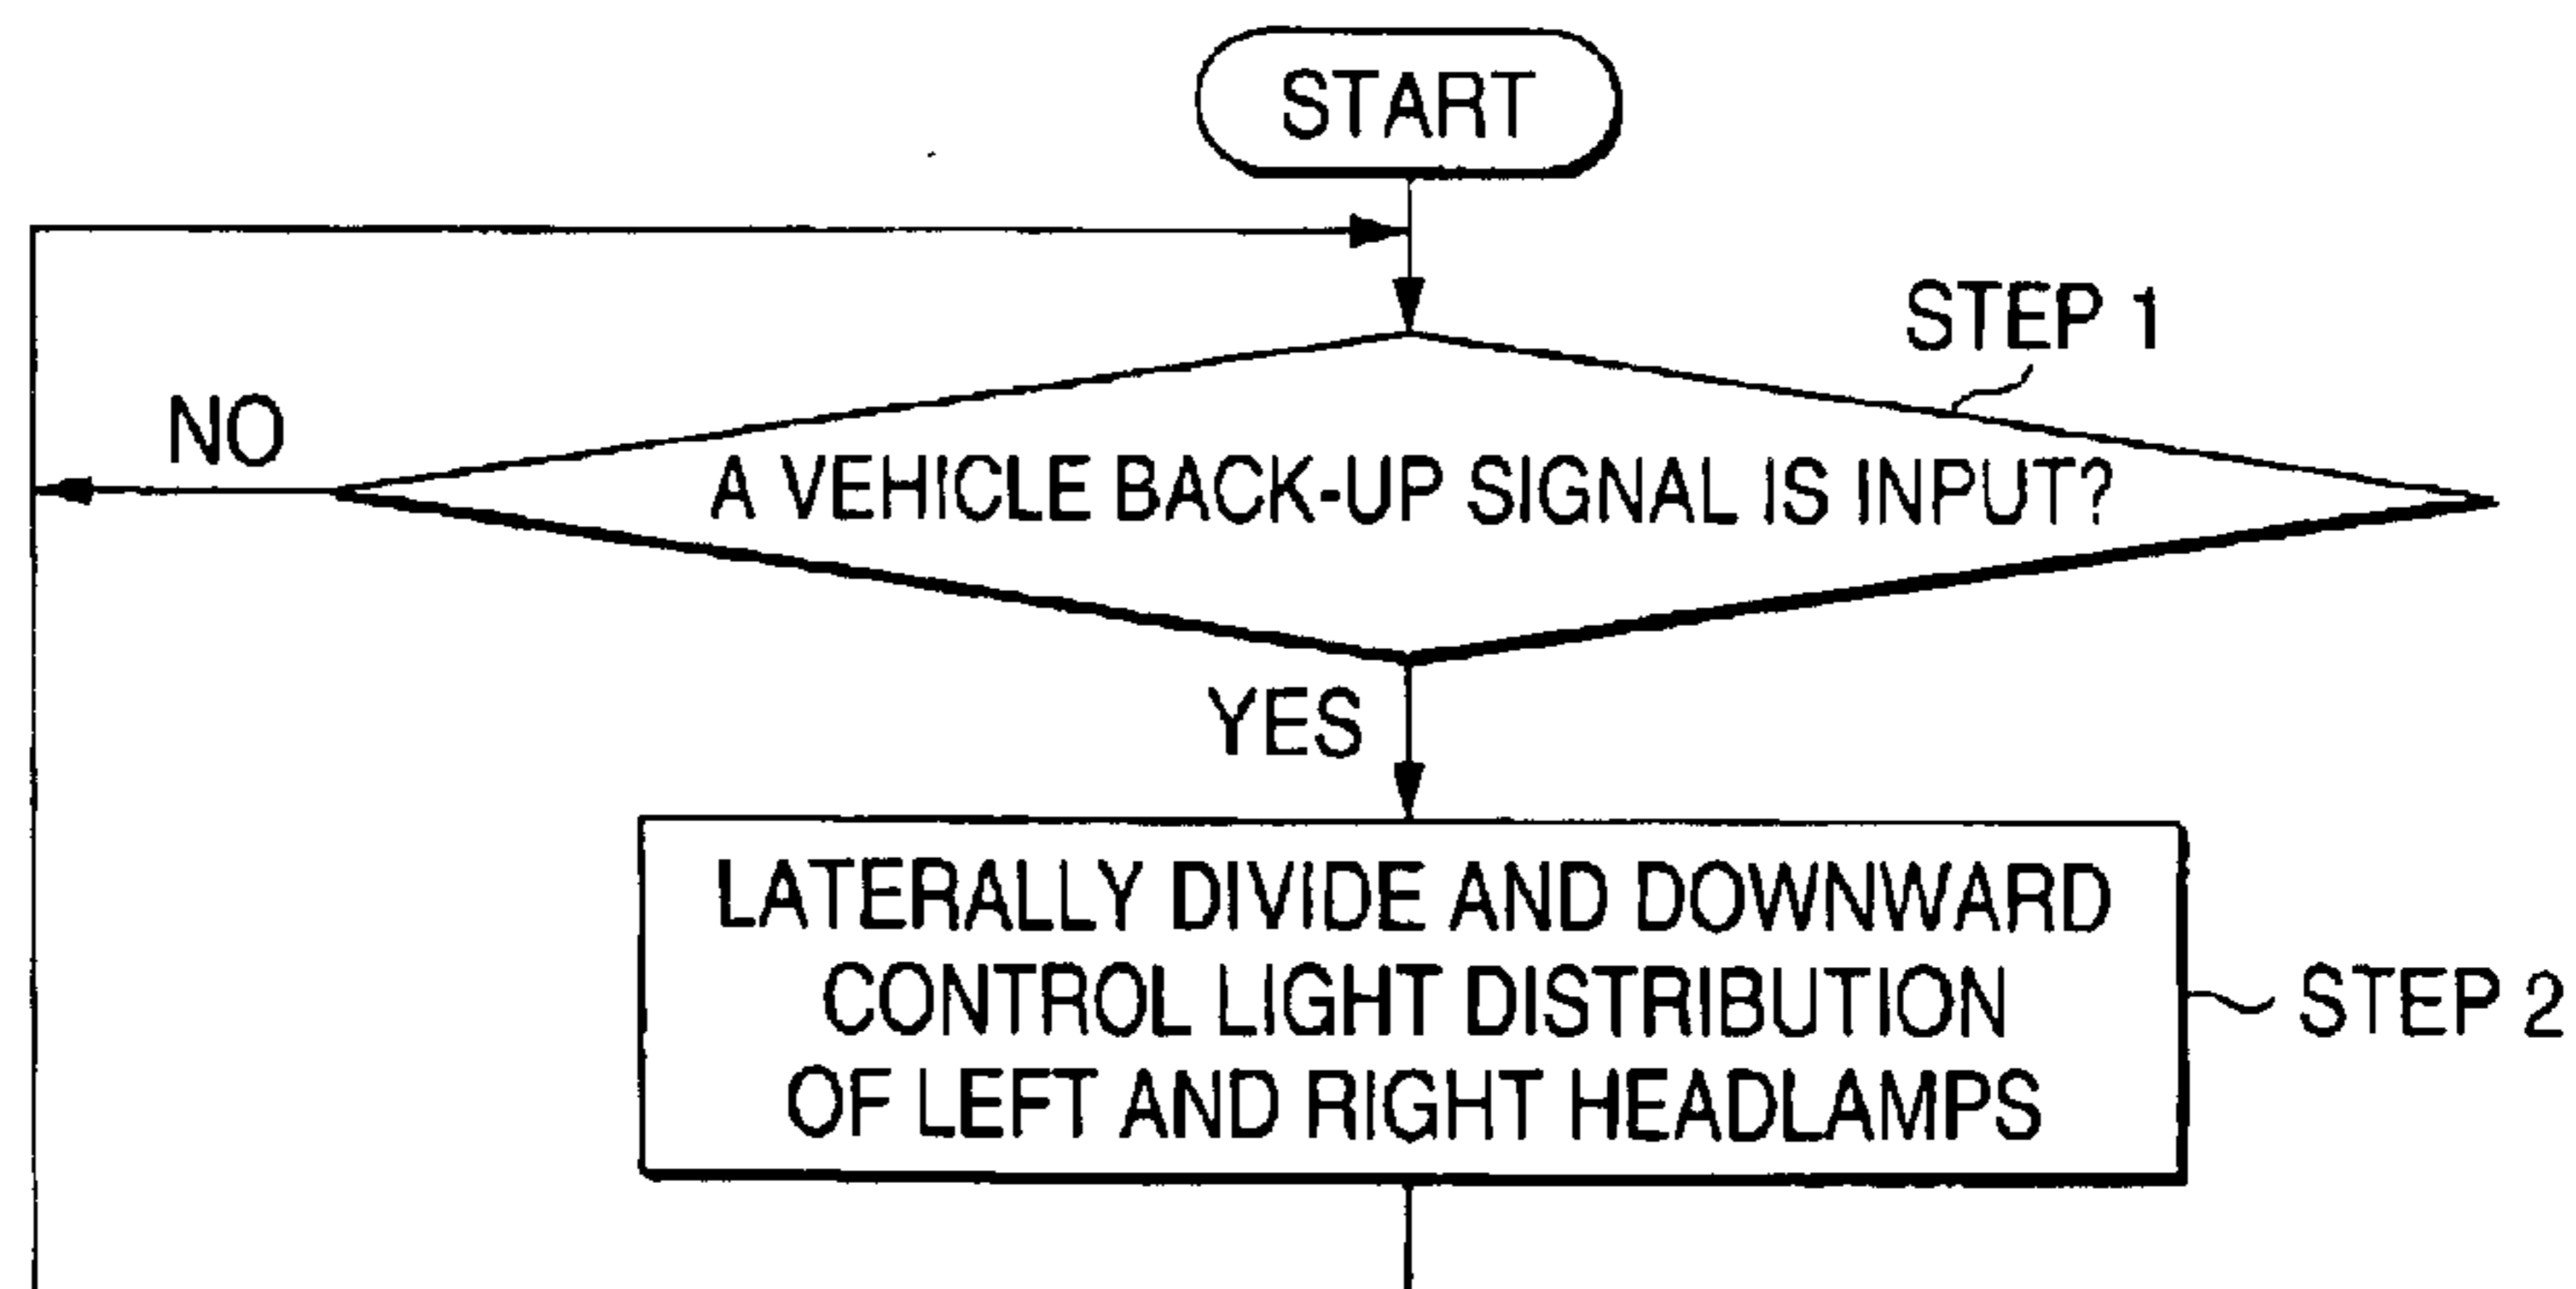 START
STEP 1
NO
A VEHICLE BACK-UP SIGNAL IS INPUT?
YES
LATERALLY DIVIDE AND DOWNWARD
CONTROL LIGHT DISTRIBUTION
OF LEFT AND RIGHT HEADLAMPS
STEP 2